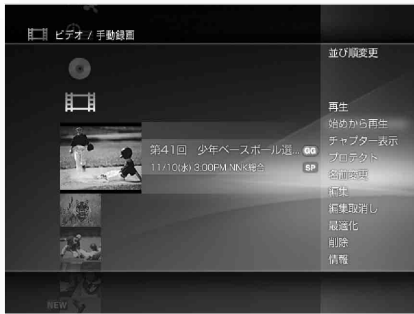 ビデオ / 手動録画
並び順変更
再生
始めから再生
チャプター表示
プロテクト
名前変更
編集
編集取消し
最適化
削除
情報
第41回 少年ベースボール選... GG
11/10(水) 3:00PM NNK総合 SP
NEW